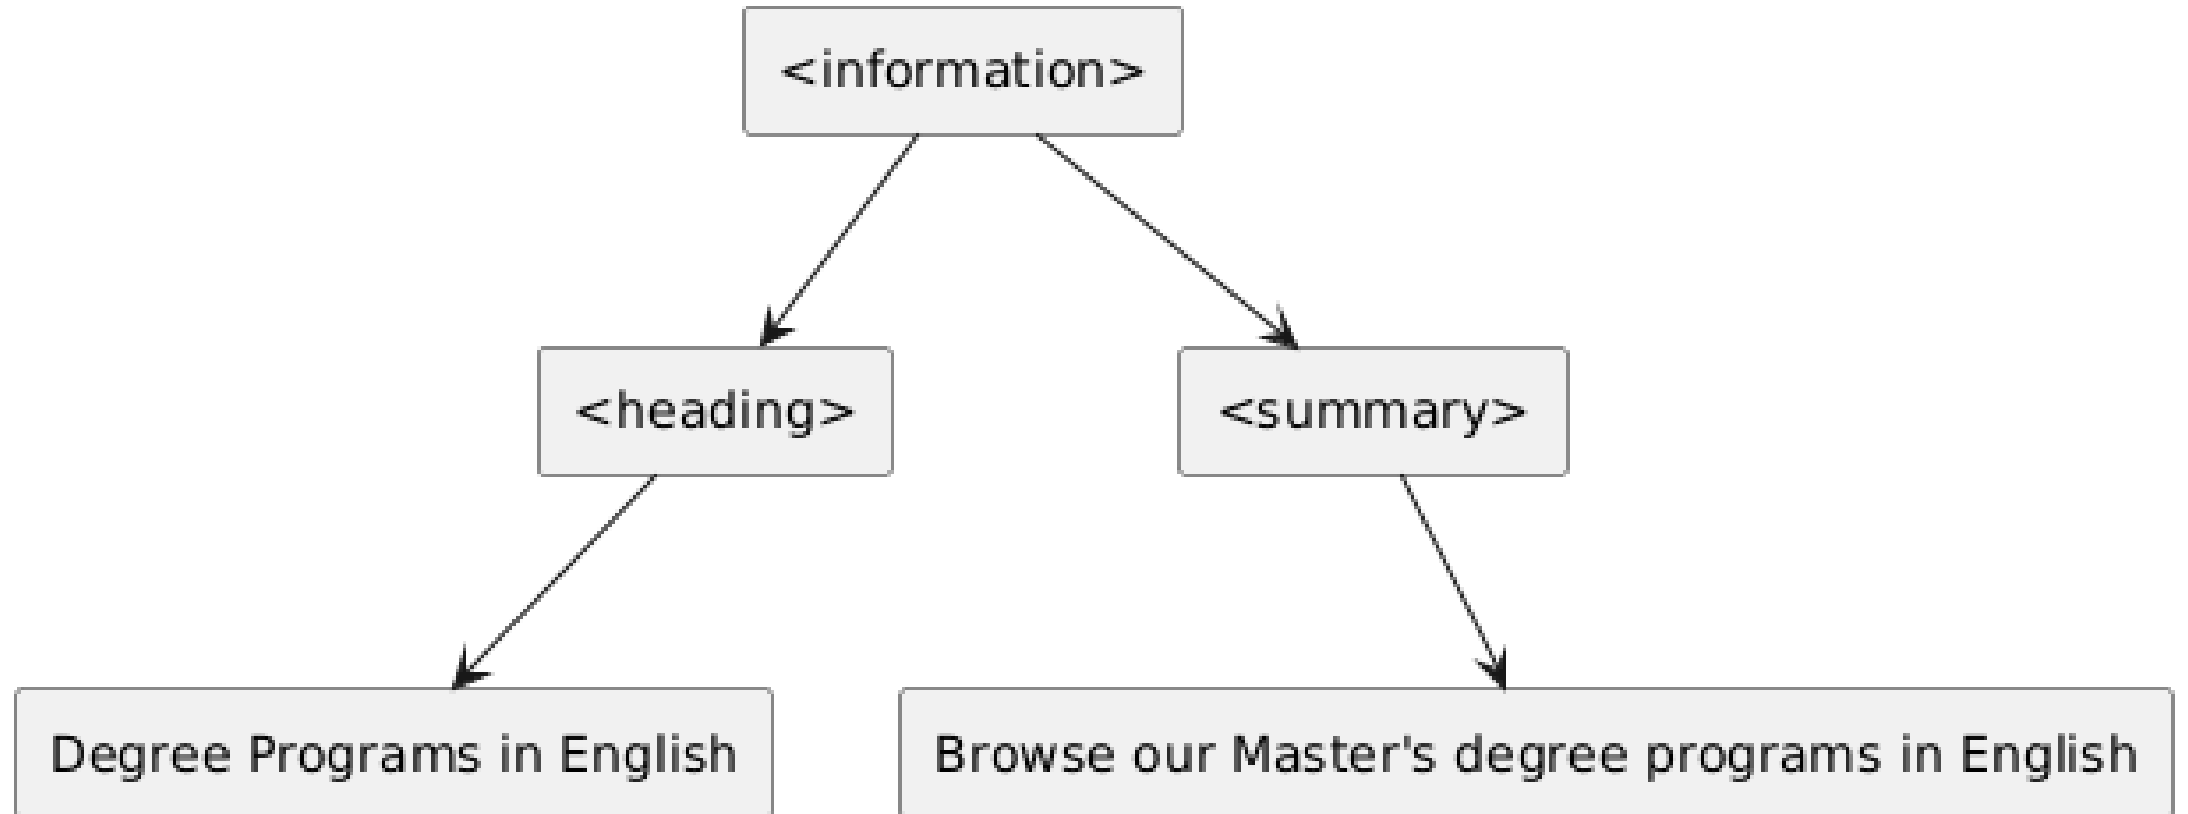 <information>
<heading>
<summary>
Degree Programs in English
Browse our Master's degree programs in English